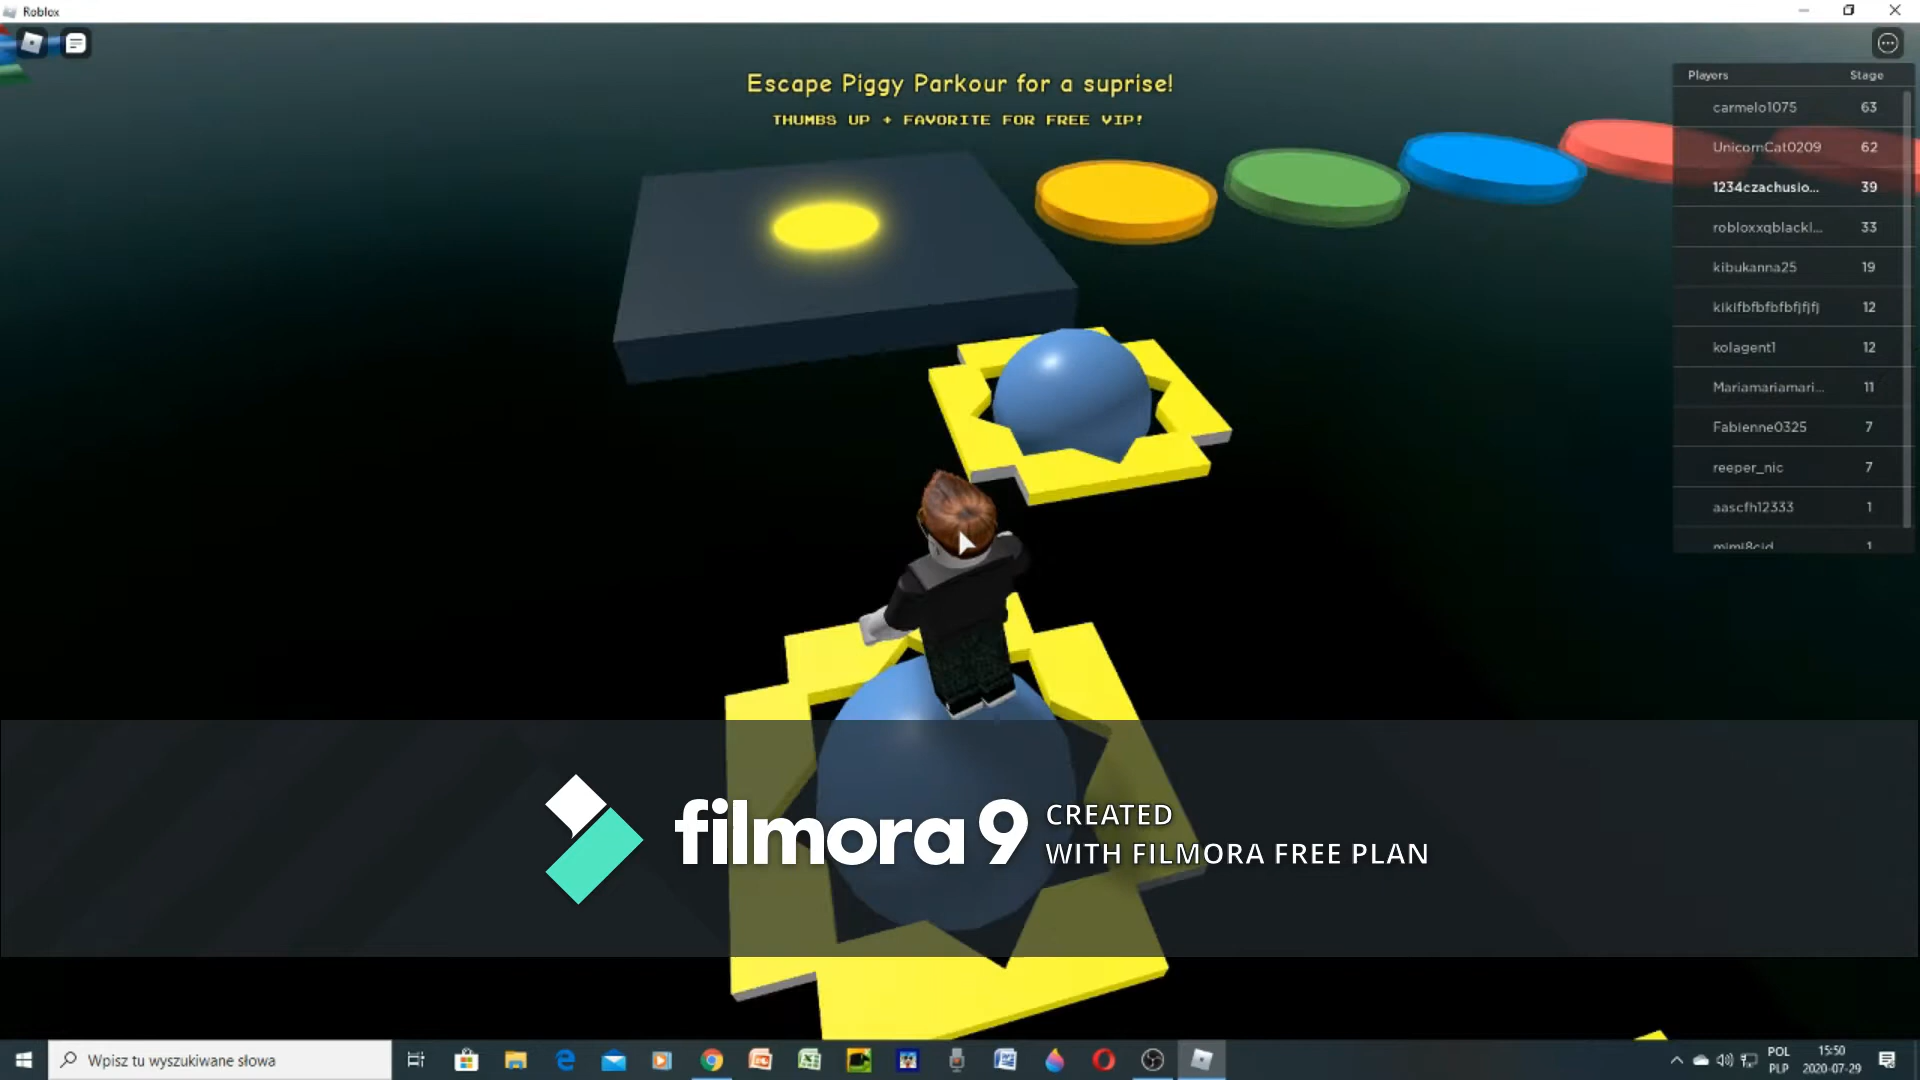 Roblox
Escape Piggy Parkour for a suprise!
THUMBS UP + FAVORITE FOR FREE VIP!
Players Stage
carmelo1075 63
UnicornCat0209 62
1234czachuslo... 39
robloxxqblackl... 33
kibukanna25 19
kikifbfbfbfbfjfjfj 12
kolagent1 12
Mariamariamari... 11
Fabienne0325 7
reeper_nic 7
aascfh12333 1
1
filmora9 CREATED
WITH FILMORA FREE PLAN
Wpisz tu wyszukiwane słowa
POL
PLP
15:50
2020-07-29